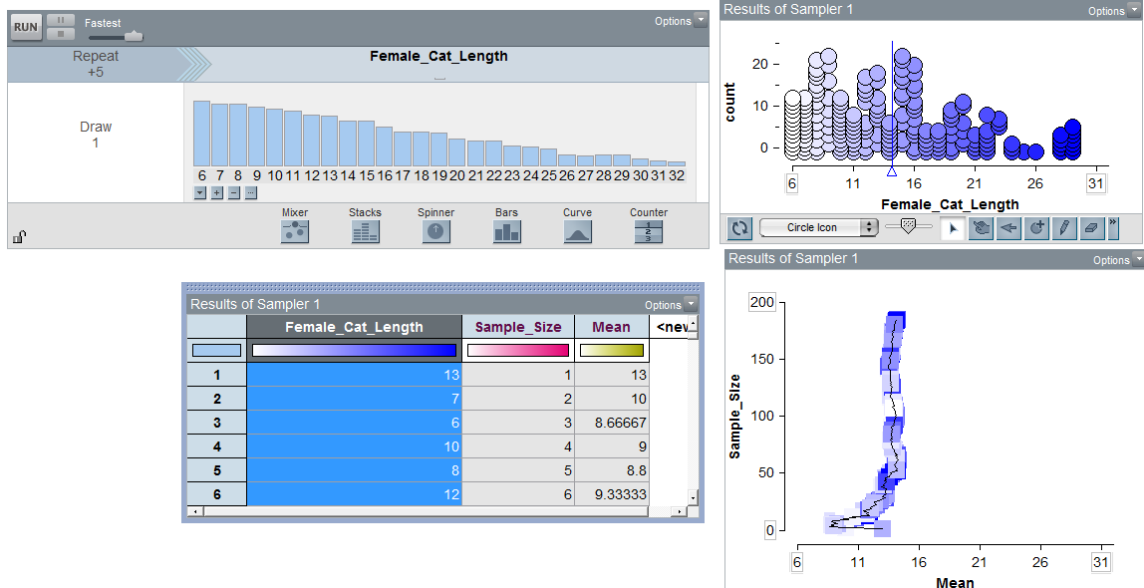 RUN
Fastest
Options
Repeat
+5
Female_Cat_Length
Draw
1
6 7 8 9 10 11 12 13 14 15 16 17 18 19 20 21 22 23 24 25 26 27 28 29 30 31 32
Mixer Stacks Spinner Bars Curve Counter
1
2
3
Results of Sampler 1 Options
count
20
10
0
6 11 16 21 26 31
Female_Cat_Length
Circle Icon
Results of Sampler 1 Options
Female_Cat_Length Sample_Size Mean <new
1 13 1 13
2 7 2 10
3 6 3 8.66667
4 10 4 9
5 8 5 8.8
6 12 6 9.33333
Results of Sampler 1 Options
Sample_Size
200
150
100
50
0
6 11 16 21 26 31
Mean